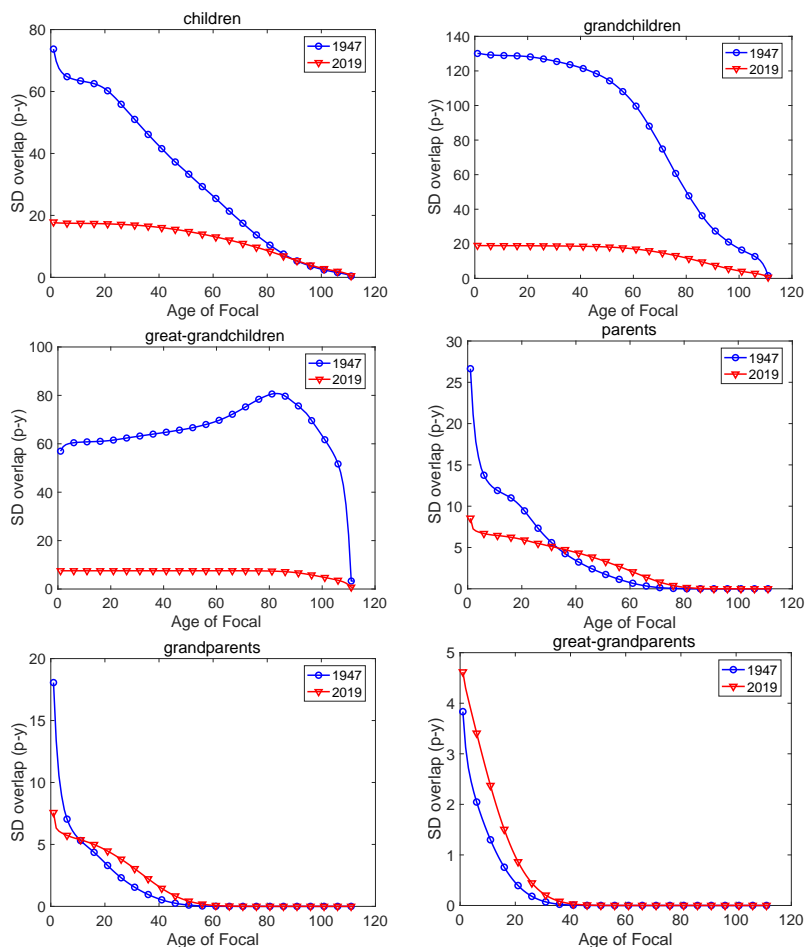 children
80
60
40
20
0
SD overlap (p-y)
0 20 40 60 80 100 120
Age of Focal
1947
2019
grandchildren
140
120
100
80
60
40
20
0
SD overlap (p-y)
0 20 40 60 80 100 120
Age of Focal
1947
2019
great-grandchildren
100
80
60
40
20
0
SD overlap (p-y)
0 20 40 60 80 100 120
Age of Focal
1947
2019
parents
30
25
20
15
10
5
0
SD overlap (p-y)
0 20 40 60 80 100 120
Age of Focal
1947
2019
grandparents
20
15
10
5
0
SD overlap (p-y)
0 20 40 60 80 100 120
Age of Focal
1947
2019
great-grandparents
5
4
3
2
1
0
SD overlap (p-y)
0 20 40 60 80 100 120
Age of Focal
1947
2019